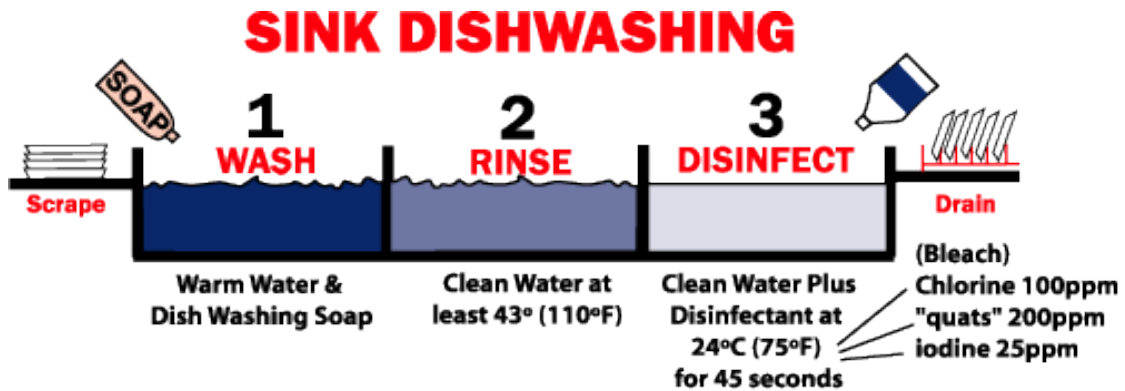 SINK DISHWASHING
SOAP
1
WASH
2
RINSE
3
DISINFECT
Scrape
Drain
Warm Water &
Dish Washing Soap
Clean Water at
least 43º (110ºF)
Clean Water Plus
Disinfectant at
24ºC (75ºF)
for 45 seconds
(Bleach)
Chlorine 100ppm
"quats" 200ppm
iodine 25ppm